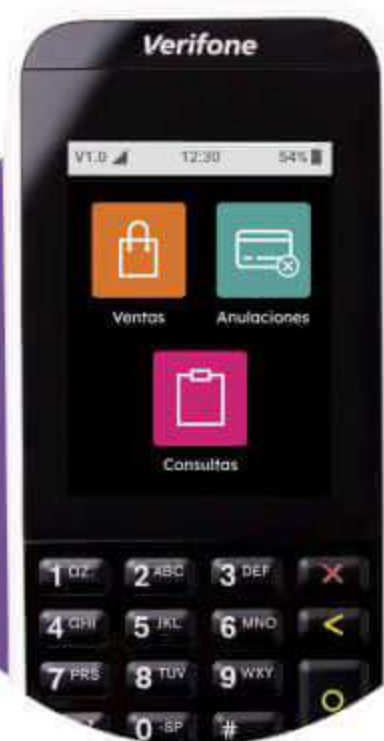 Verifone
V1.0 12:30 54%
Ventas Anulaciones
Consultas
1 QZ. 2 ABC 3 DEF X
4 GHI 5 JKL 6 MNO <
7 PRS 8 TUV 9 WXY O
0 -SP #